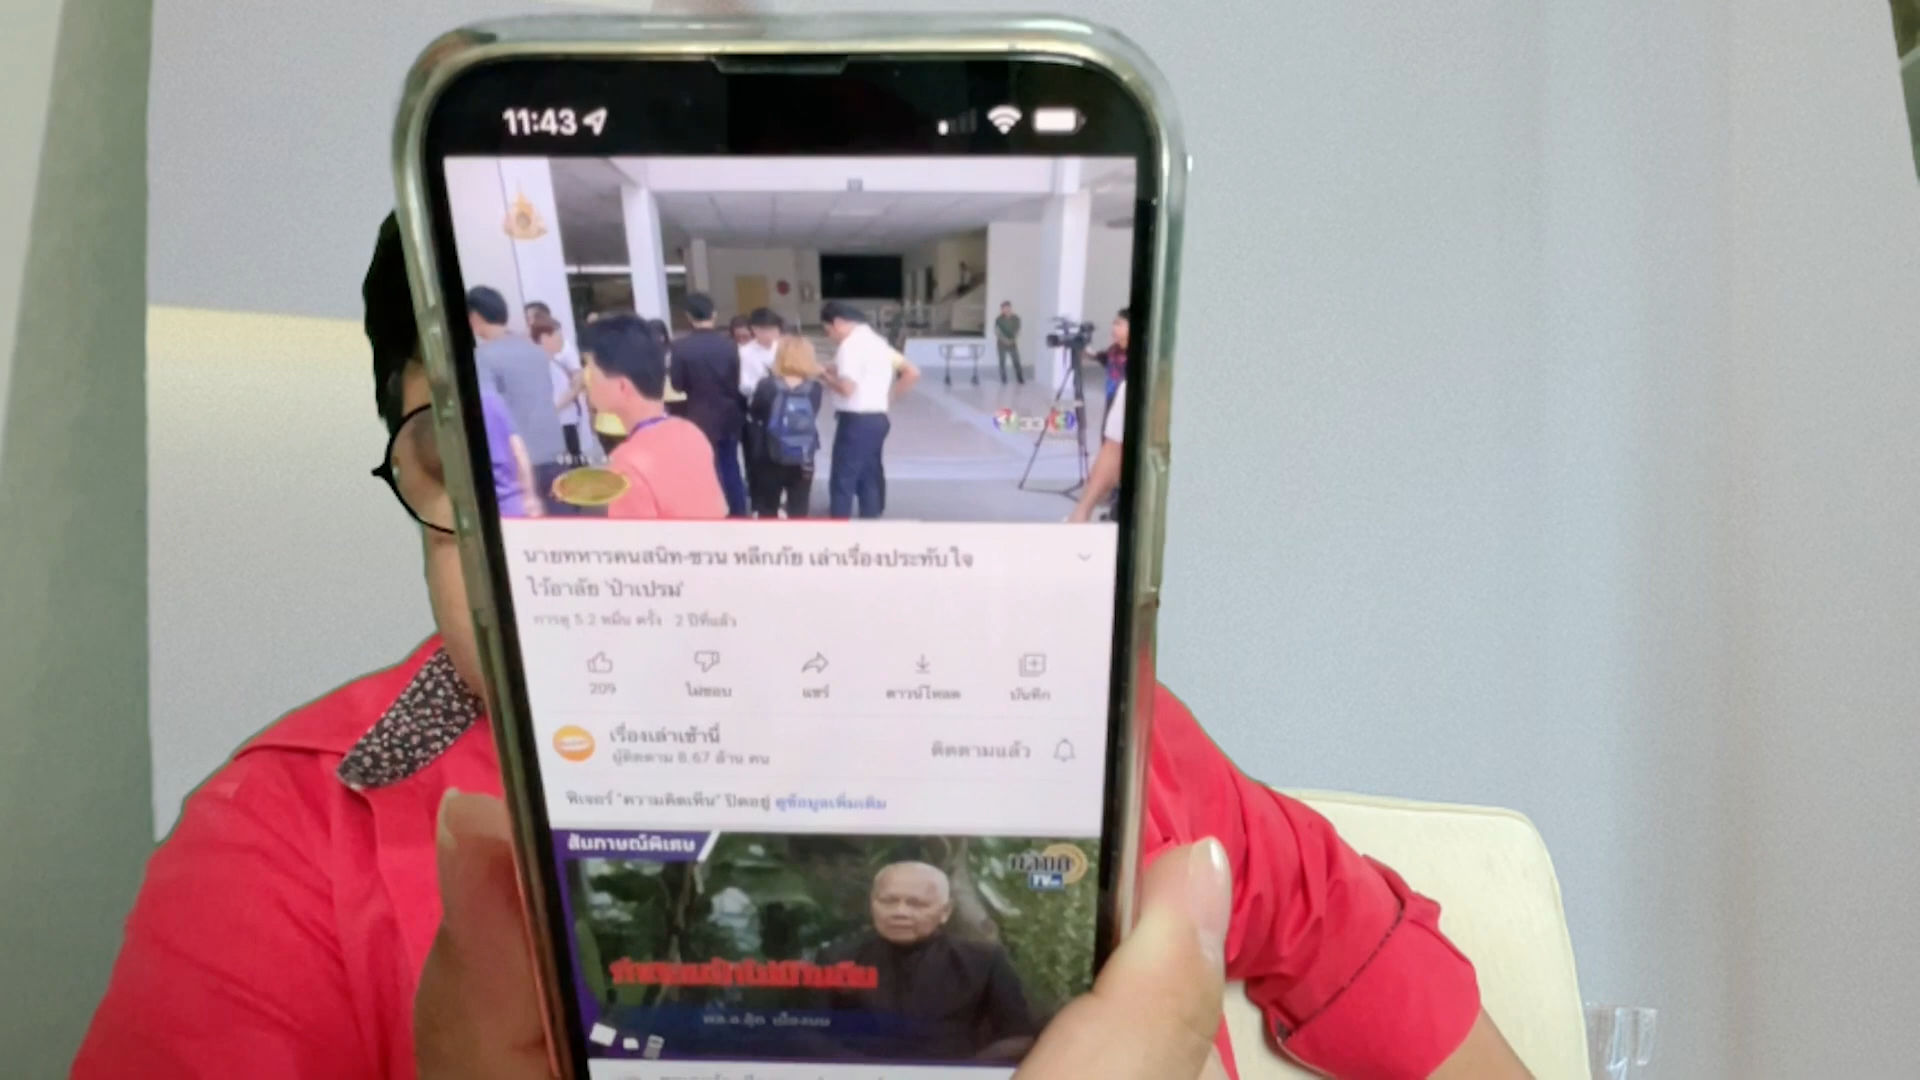 11:43
นายทหารคนสนิท-ชวน หลีกภัย เล่าเรื่องประทับใจ
ไว้อาลัย 'ป๋าเปรม'
การดู 5.2 หมื่น ครั้ง 2 ปีที่แล้ว
209
ไม่ชอบ
แชร์
ดาวน์โหลด
บันทึก
เรื่องเล่าเช้านี้
ผู้ติดตาม 8.67 ล้าน คน
ติดตามแล้ว
ฟีเจอร์ "ความคิดเห็น" ปิดอยู่ ดูข้อมูลเพิ่มเติม
สัมภาษณ์พิเศษ
TV